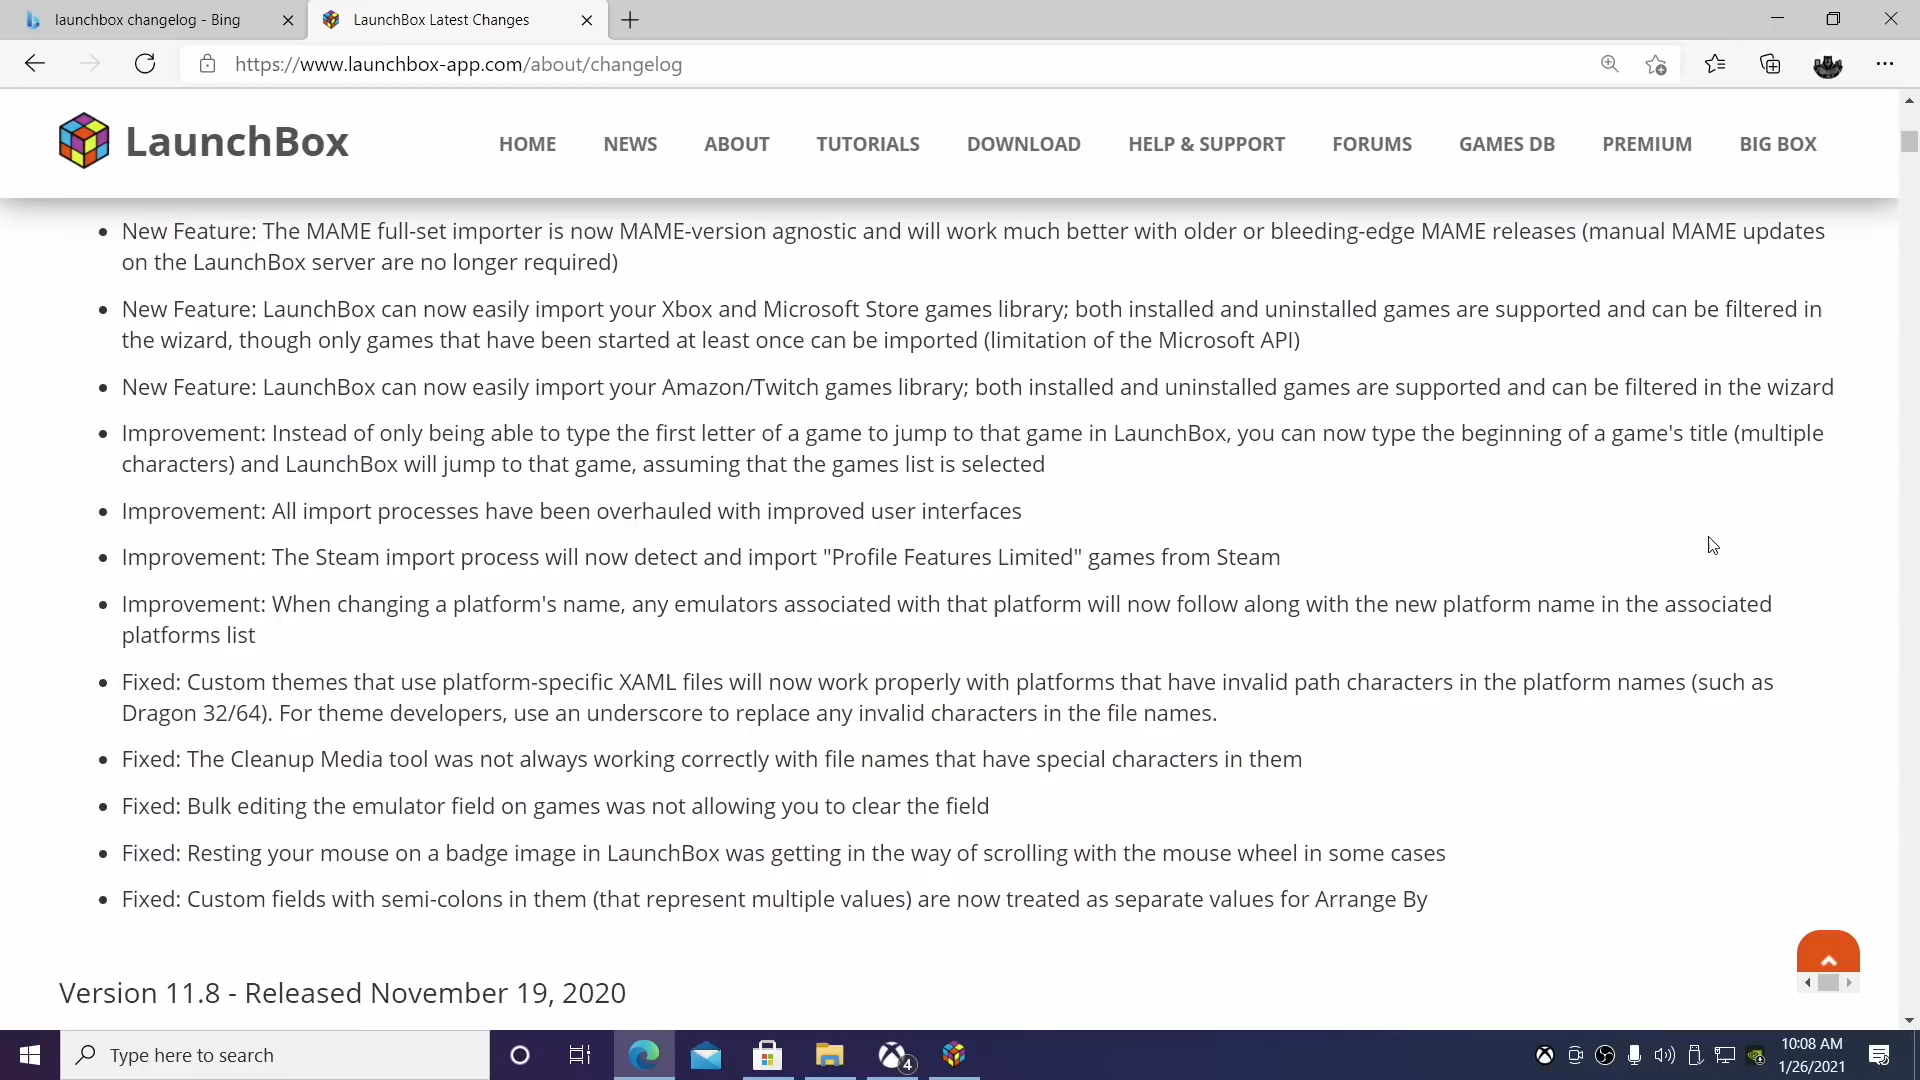 launchbox changelog - Bing
LaunchBox Latest Changes
https://www.launchbox-app.com/about/changelog
LaunchBox
HOME NEWS ABOUT TUTORIALS DOWNLOAD HELP & SUPPORT FORUMS GAMES DB PREMIUM BIG BOX
• New Feature: The MAME full-set importer is now MAME-version agnostic and will work much better with older or bleeding-edge MAME releases (manual MAME updates
on the LaunchBox server are no longer required)
• New Feature: LaunchBox can now easily import your Xbox and Microsoft Store games library; both installed and uninstalled games are supported and can be filtered in
the wizard, though only games that have been started at least once can be imported (limitation of the Microsoft API)
• New Feature: LaunchBox can now easily import your Amazon/Twitch games library; both installed and uninstalled games are supported and can be filtered in the wizard
• Improvement: Instead of only being able to type the first letter of a game to jump to that game in LaunchBox, you can now type the beginning of a game's title (multiple
characters) and LaunchBox will jump to that game, assuming that the games list is selected
• Improvement: All import processes have been overhauled with improved user interfaces
• Improvement: The Steam import process will now detect and import "Profile Features Limited" games from Steam
• Improvement: When changing a platform's name, any emulators associated with that platform will now follow along with the new platform name in the associated
platforms list
• Fixed: Custom themes that use platform-specific XAML files will now work properly with platforms that have invalid path characters in the platform names (such as
Dragon 32/64). For theme developers, use an underscore to replace any invalid characters in the file names.
• Fixed: The Cleanup Media tool was not always working correctly with file names that have special characters in them
• Fixed: Bulk editing the emulator field on games was not allowing you to clear the field
• Fixed: Resting your mouse on a badge image in LaunchBox was getting in the way of scrolling with the mouse wheel in some cases
• Fixed: Custom fields with semi-colons in them (that represent multiple values) are now treated as separate values for Arrange By
Version 11.8 - Released November 19, 2020
Type here to search
4
10:08 AM
1/26/2021